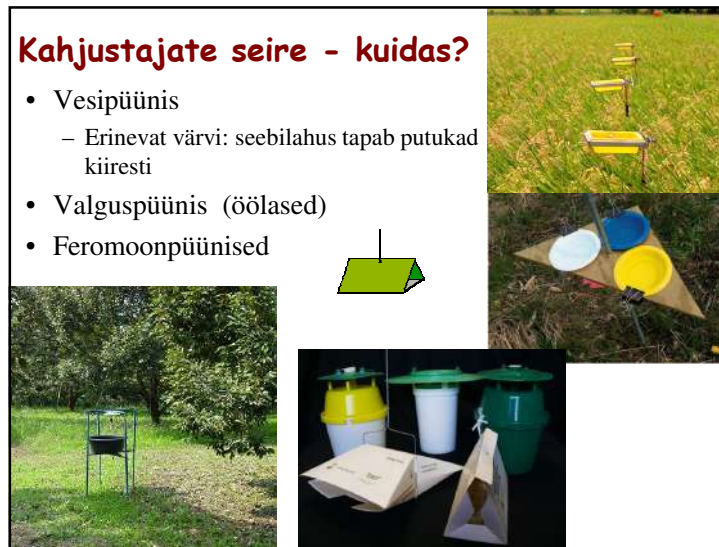 Kahjustajate seire - kuidas?
• Vesipüünis
– Erinevat värvi: seebilahus tapab putukad
kiiresti
• Valguspüünis (öölased)
• Feromoonpüünised